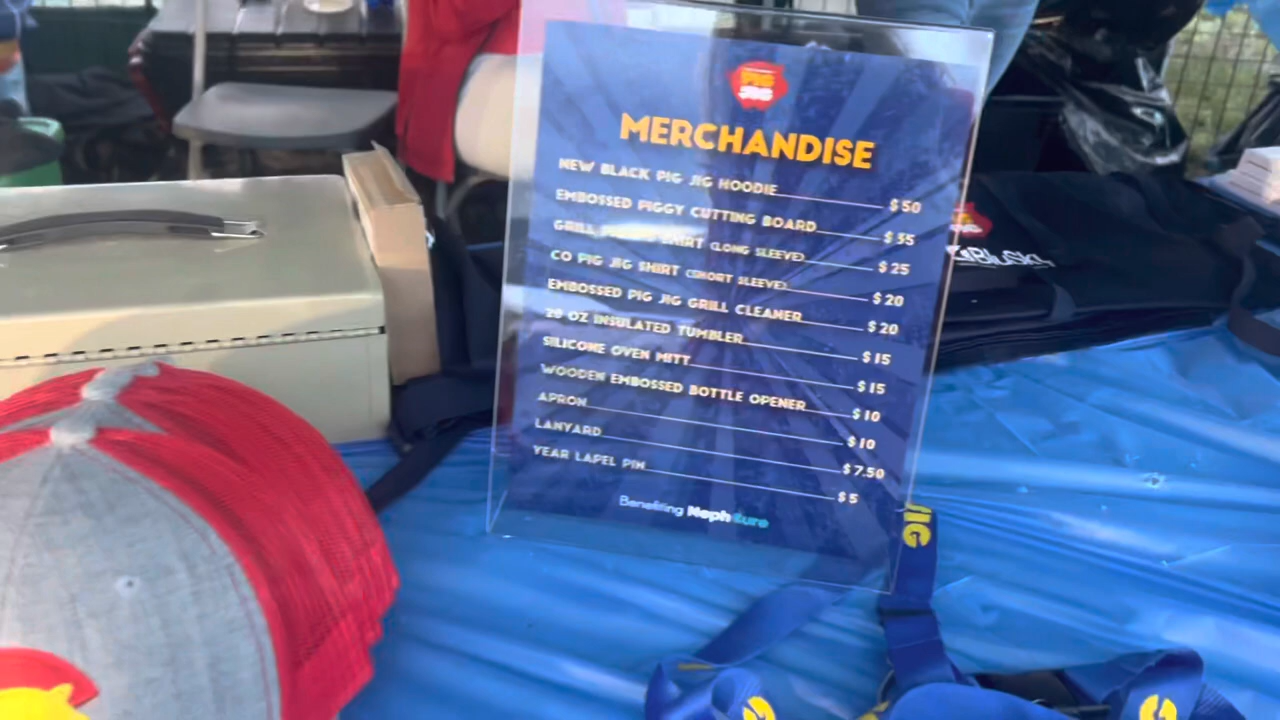 PIG
JIG
MERCHANDISE
NEW BLACK PIG JIG HOODIE $50
EMBOSSED PIGGY CUTTING BOARD $35
GRILL SHIRT (LONG SLEEVE) $25
CO PIG JIG SHIRT (SHORT SLEEVE) $20
EMBOSSED PIG JIG GRILL CLEANER $20
20 OZ INSULATED TUMBLER $15
SILICONE OVEN MITT $15
WOODEN EMBOSSED BOTTLE OPENER $10
APRON $10
LANYARD $7.50
YEAR LAPEL PIN $5
Benefiting NephCure
JIG